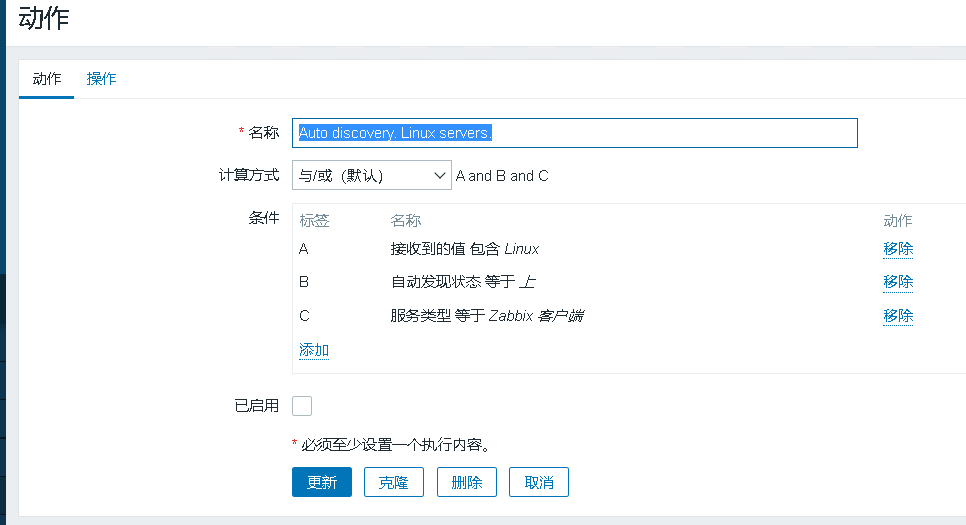 动作
动作 操作
* 名称 Auto discovery. Linux servers.
计算方式 与/或（默认） A and B and C
条件 标签 名称 动作
A 接收到的值 包含 Linux 移除
B 自动发现状态 等于 上 移除
C 服务类型 等于 Zabbix 客户端 移除
添加
已启用
* 必须至少设置一个执行内容。
更新 克隆 删除 取消